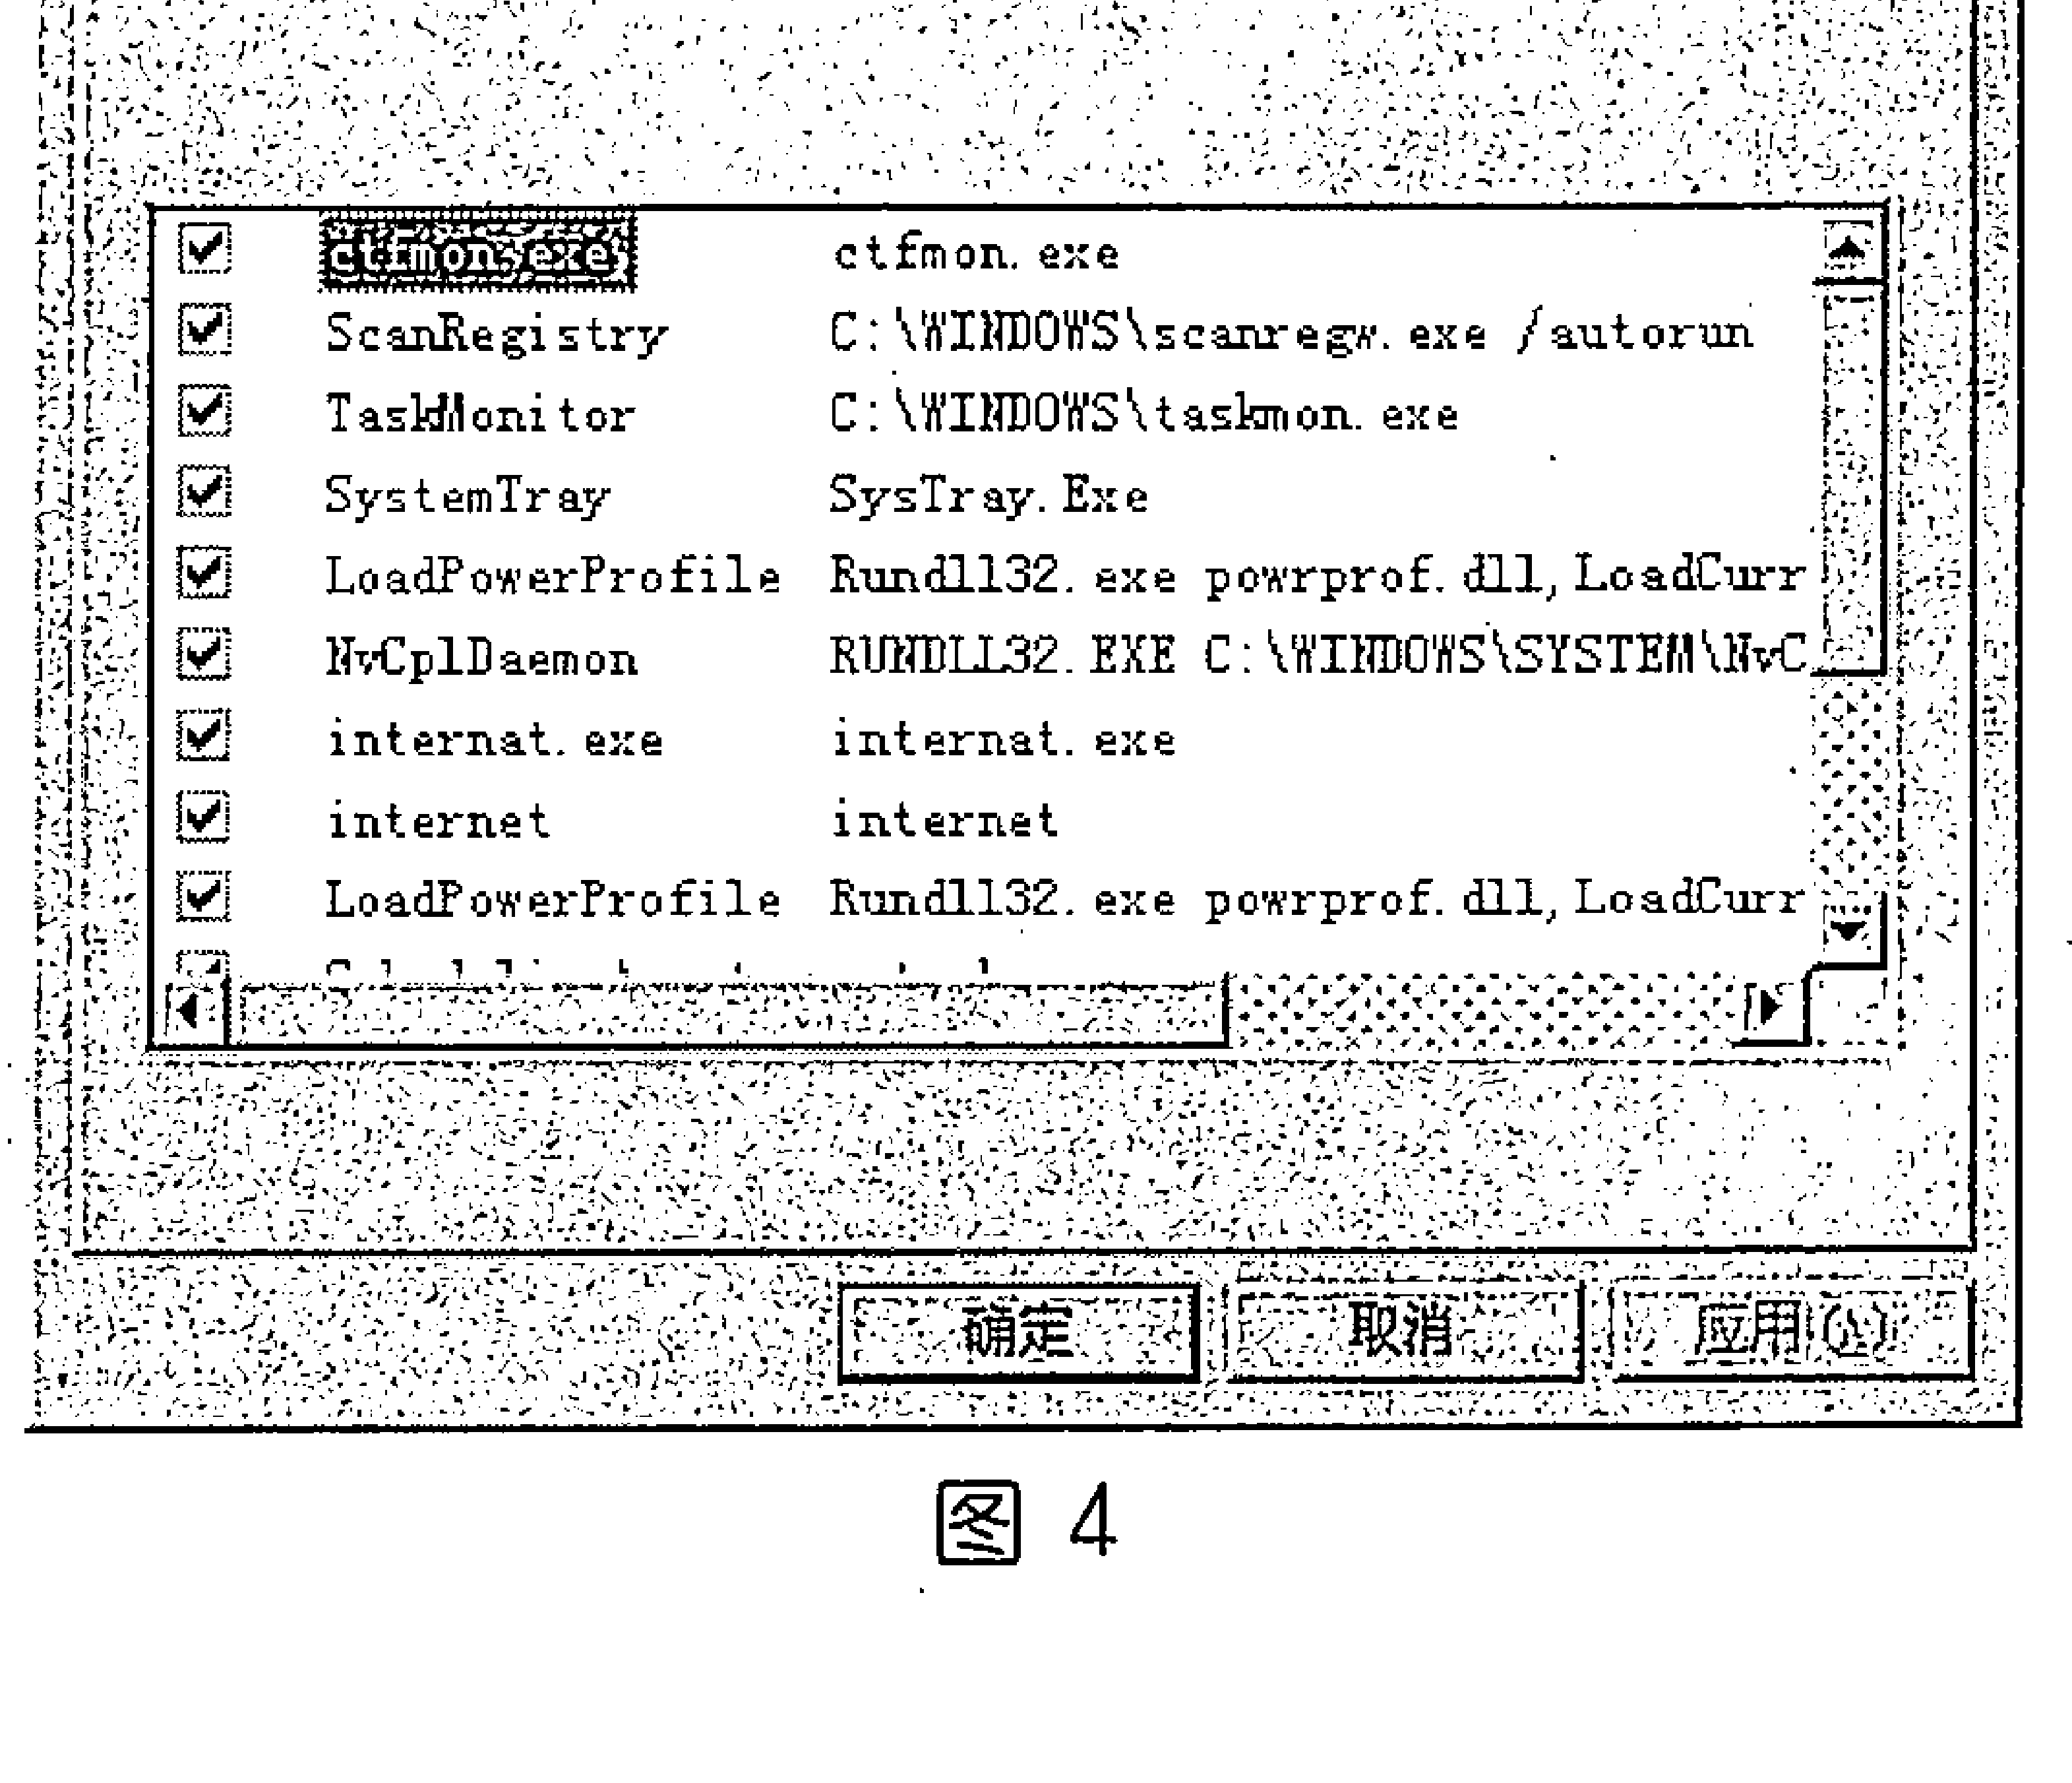 ctfmon.exe ctfmon.exe
ScanRegistry C:\WINDOWS\scanregw.exe /autorun
TaskMonitor C:\WINDOWS\taskmon.exe
SystemTray SysTray.Exe
LoadPowerProfile Rundll32.exe powrprof.dll,LoadCurr
NvCplDaemon RUNDLL32.EXE C:\WINDOWS\SYSTEM\NvC
internat.exe internat.exe
internet internet
LoadPowerProfile Rundll32.exe powrprof.dll,LoadCurr
确定 取消 应用(A)
图 4